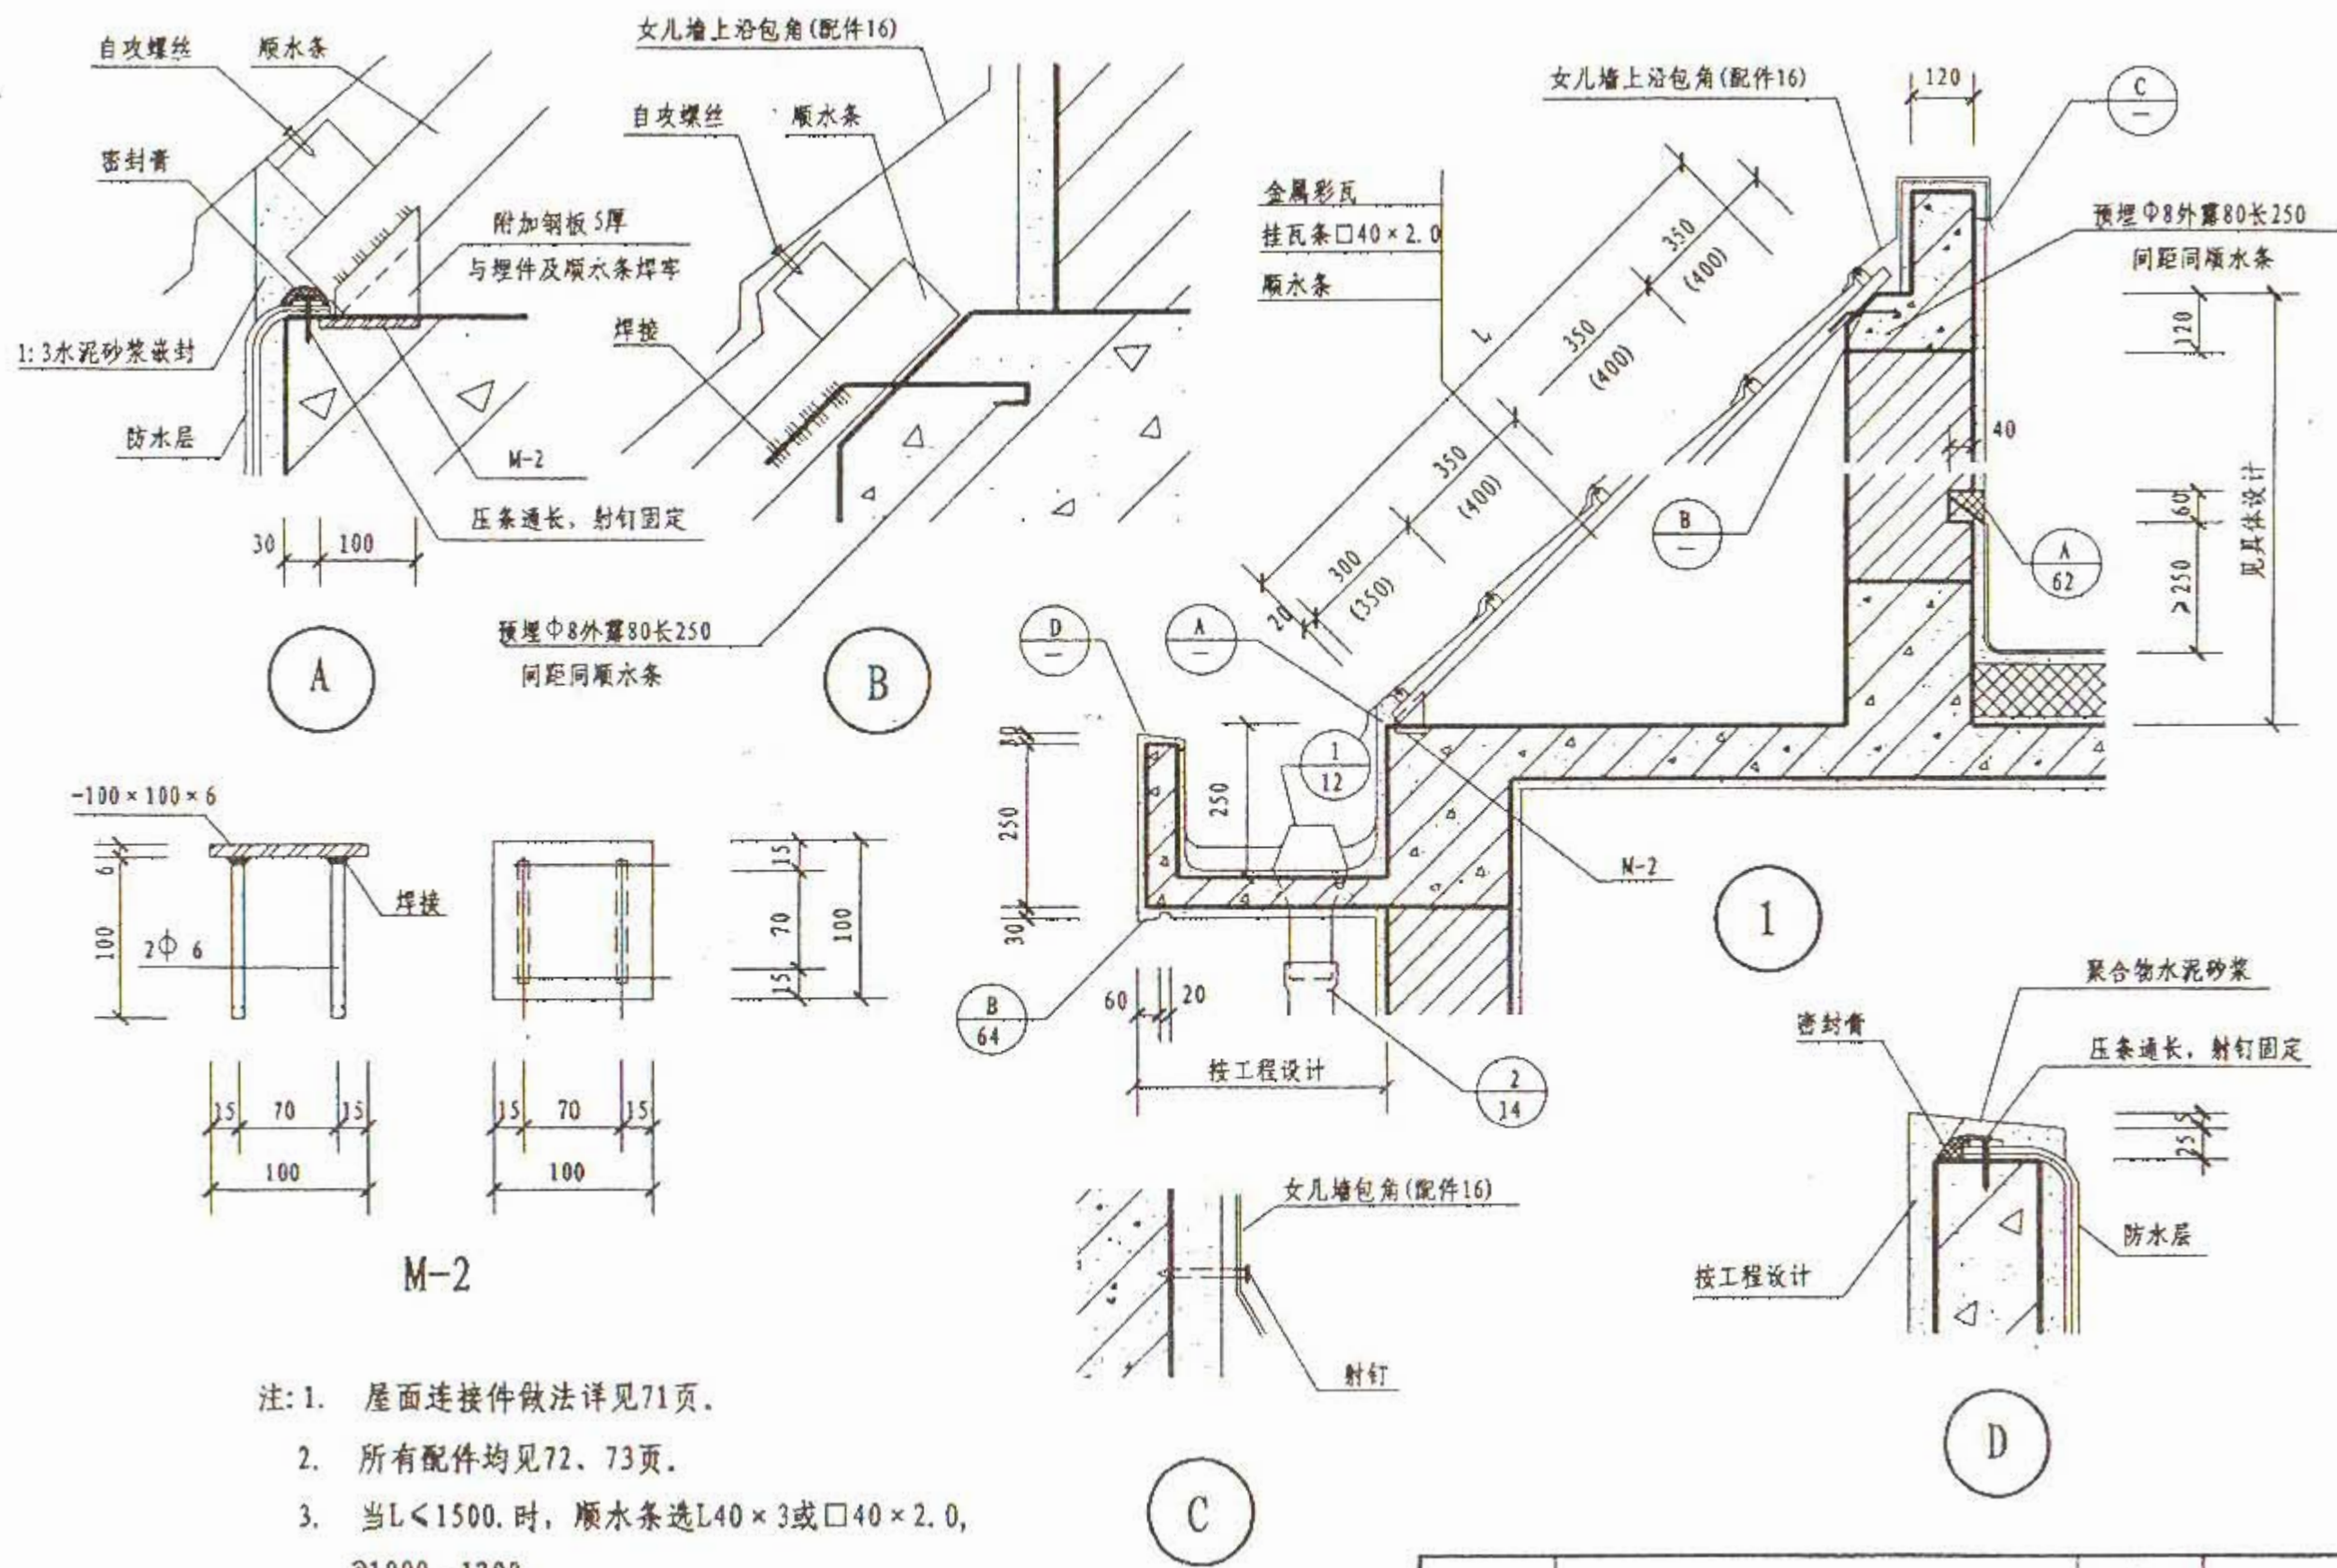 自攻螺丝
顺水条
密封膏
附加钢板5厚
与埋件及顺水条焊牢
1:3水泥砂浆嵌封
防水层
M-2
压条通长，射钉固定
30
100
A
女儿墙上沿包角(配件16)
自攻螺丝
顺水条
焊接
预埋Φ8外露80长250
间距同顺水条
B
女儿墙上沿包角(配件16)
120
C
—
金属彩瓦
挂瓦条□40×2.0
顺水条
预埋Φ8外露80长250
间距同顺水条
L
350
(400)
350
(400)
350
(400)
300
(350)
20
120
40
60
≥250
见具体设计
B
—
A
62
D
—
A
—
1
12
250
250
30
M-2
1
B
64
60
20
按工程设计
2
14
-100×100×6
6
100
2Φ6
焊接
15
70
15
100
15
70
15
100
15
70
15
100
M-2
女儿墙包角(配件16)
射钉
C
聚合物水泥砂浆
密封膏
压条通长，射钉固定
25
5
防水层
按工程设计
D
注:1. 屋面连接件做法详见71页.
2. 所有配件均见72、73页.
3. 当L≤1500.时，顺水条选L40×3或□40×2.0,